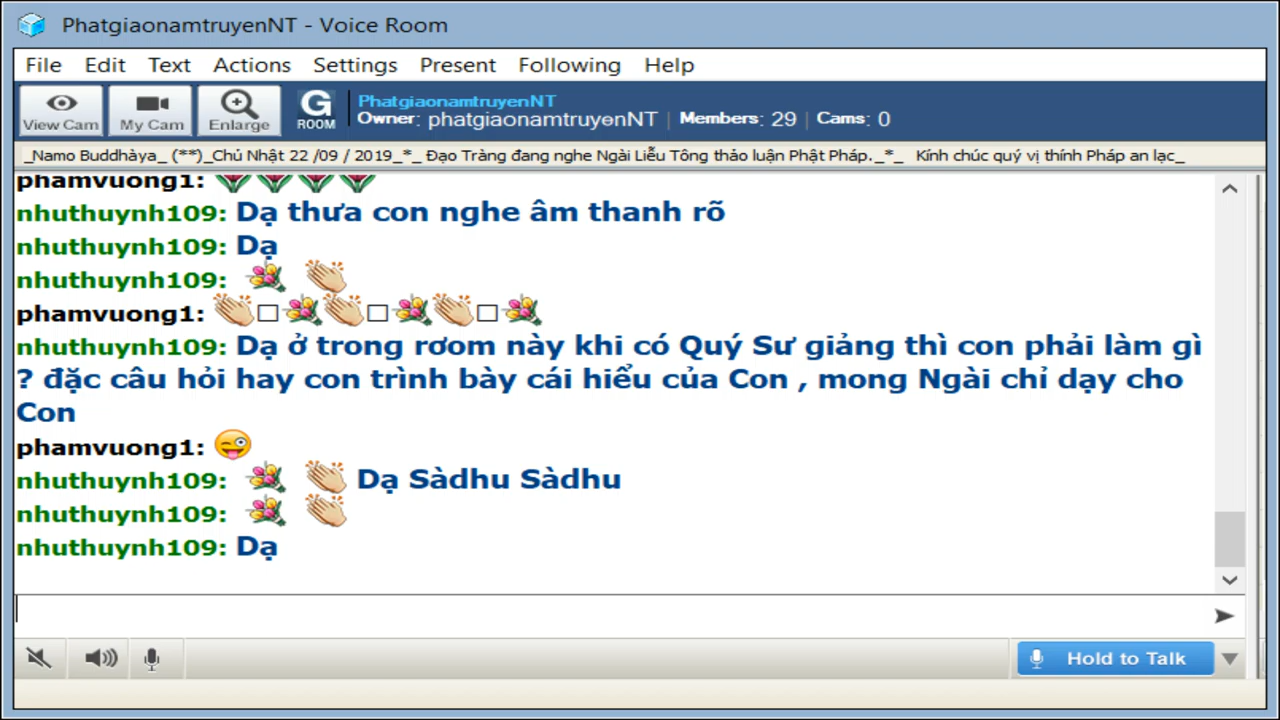 PhatgiaonamtruyenNT - Voice Room
File Edit Text Actions Settings Present Following Help
View Cam My Cam Enlarge G ROOM
PhatgiaonamtruyenNT
Owner: phatgiaonamtruyenNT Members: 29 Cams: 0
_Namo Buddhàya_ (**)_Chủ Nhật 22 /09 / 2019_*_ Đạo Tràng đang nghe Ngài Liễu Tông thảo luận Phật Pháp._*_ Kính chúc quý vị thính Pháp an lạc_
phamvuong1:
nhuthuynh109: Dạ thưa con nghe âm thanh rõ
nhuthuynh109: Dạ
nhuthuynh109:
phamvuong1:
nhuthuynh109: Dạ ở trong rơom này khi có Quý Sư giảng thì con phải làm gì
? đặc câu hỏi hay con trình bày cái hiểu của Con , mong Ngài chỉ dạy cho
Con
phamvuong1:
nhuthuynh109: Dạ Sàdhu Sàdhu
nhuthuynh109:
nhuthuynh109: Dạ
Hold to Talk